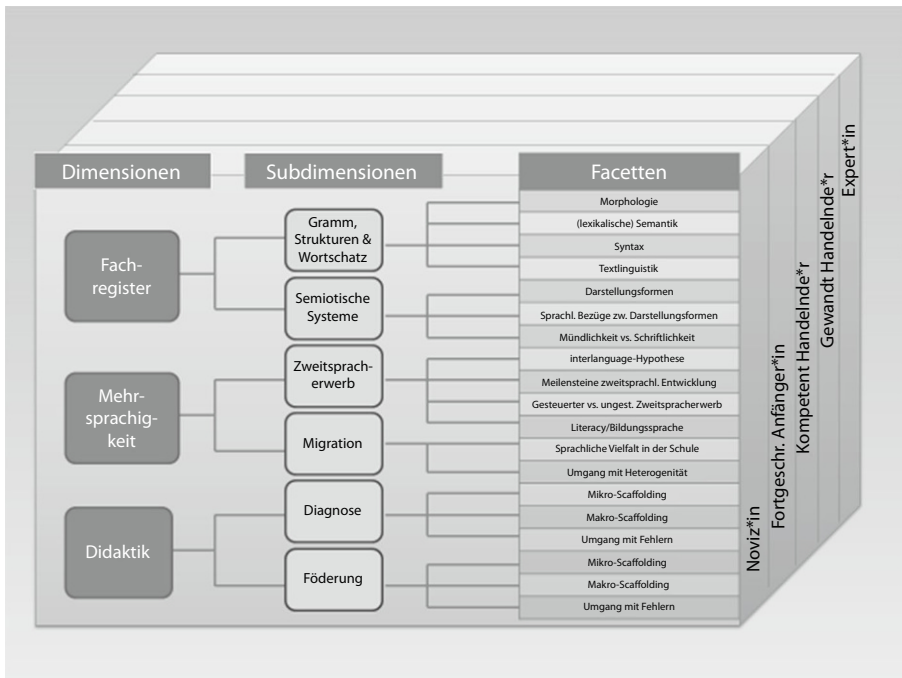 Dimensionen
Subdimensionen
Facetten
Fach-
register
Mehr-
sprachig-
keit
Didaktik
Gramm,
Strukturen &
Wortschatz
Semiotische
Systeme
Zweitsprach-
erwerb
Migration
Diagnose
Föderung
Morphologie
(lexikalische) Semantik
Syntax
Textlinguistik
Darstellungsformen
Sprachl. Bezüge zw. Darstellungsformen
Mündlichkeit vs. Schriftlichkeit
interlanguage-Hypothese
Meilensteine zweitsprachl. Entwicklung
Gesteuerter vs. ungest. Zweitspracherwerb
Literacy/Bildungssprache
Sprachliche Vielfalt in der Schule
Umgang mit Heterogenität
Mikro-Scaffolding
Makro-Scaffolding
Umgang mit Fehlern
Mikro-Scaffolding
Makro-Scaffolding
Umgang mit Fehlern
Noviz*in
Fortgeschr. Anfänger*in
Kompetent Handelnde*r
Gewandt Handelnde*r
Expert*in